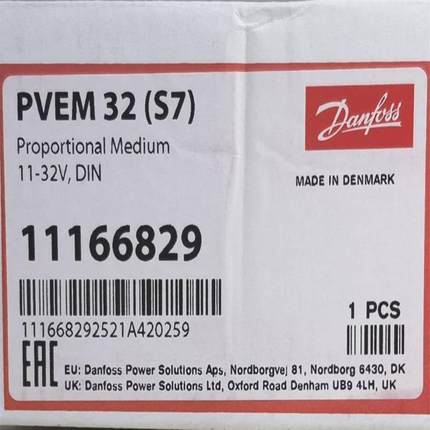 PVEM 32 (S7)
Danfoss
Proportional Medium
11-32V, DIN
MADE IN DENMARK
11166829
1 PCS
111668292521A420259
EAC
EU: Danfoss Power Solutions Aps, Nordborgvej 81, Nordborg 6430, DK
UK: Danfoss Power Solutions Ltd, Oxford Road Denham UB9 4LH, UK